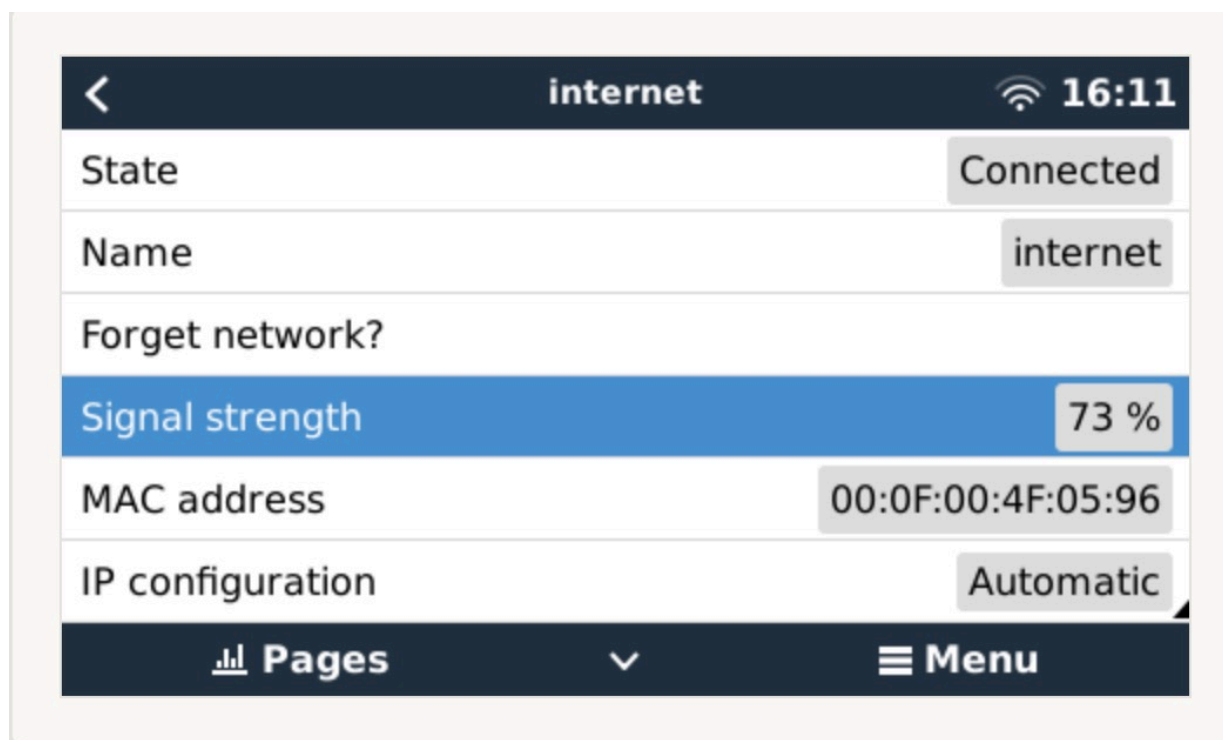 internet 16:11
State Connected
Name internet
Forget network?
Signal strength 73 %
MAC address 00:0F:00:4F:05:96
IP configuration Automatic
Pages Menu